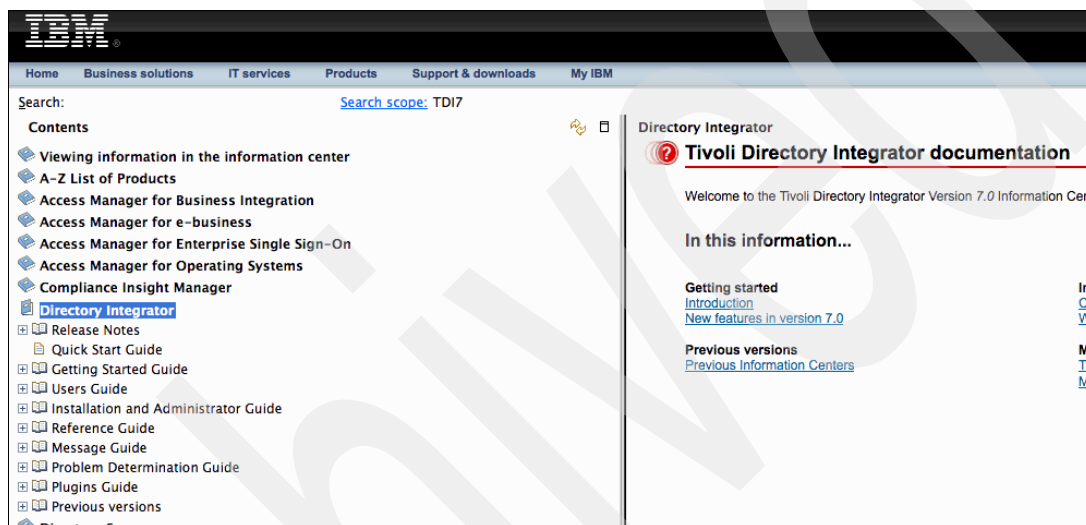 IBM®
Home Business solutions IT services Products Support & downloads My IBM
Search: Search scope: TDI7
Contents
Viewing information in the information center
A-Z List of Products
Access Manager for Business Integration
Access Manager for e-business
Access Manager for Enterprise Single Sign-On
Access Manager for Operating Systems
Compliance Insight Manager
Directory Integrator
Release Notes
Quick Start Guide
Getting Started Guide
Users Guide
Installation and Administrator Guide
Reference Guide
Message Guide
Problem Determination Guide
Plugins Guide
Previous versions
Directory Integrator
Tivoli Directory Integrator documentation
Welcome to the Tivoli Directory Integrator Version 7.0 Information
In this information...
Getting started
Introduction
New features in version 7.0
Previous versions
Previous Information Centers